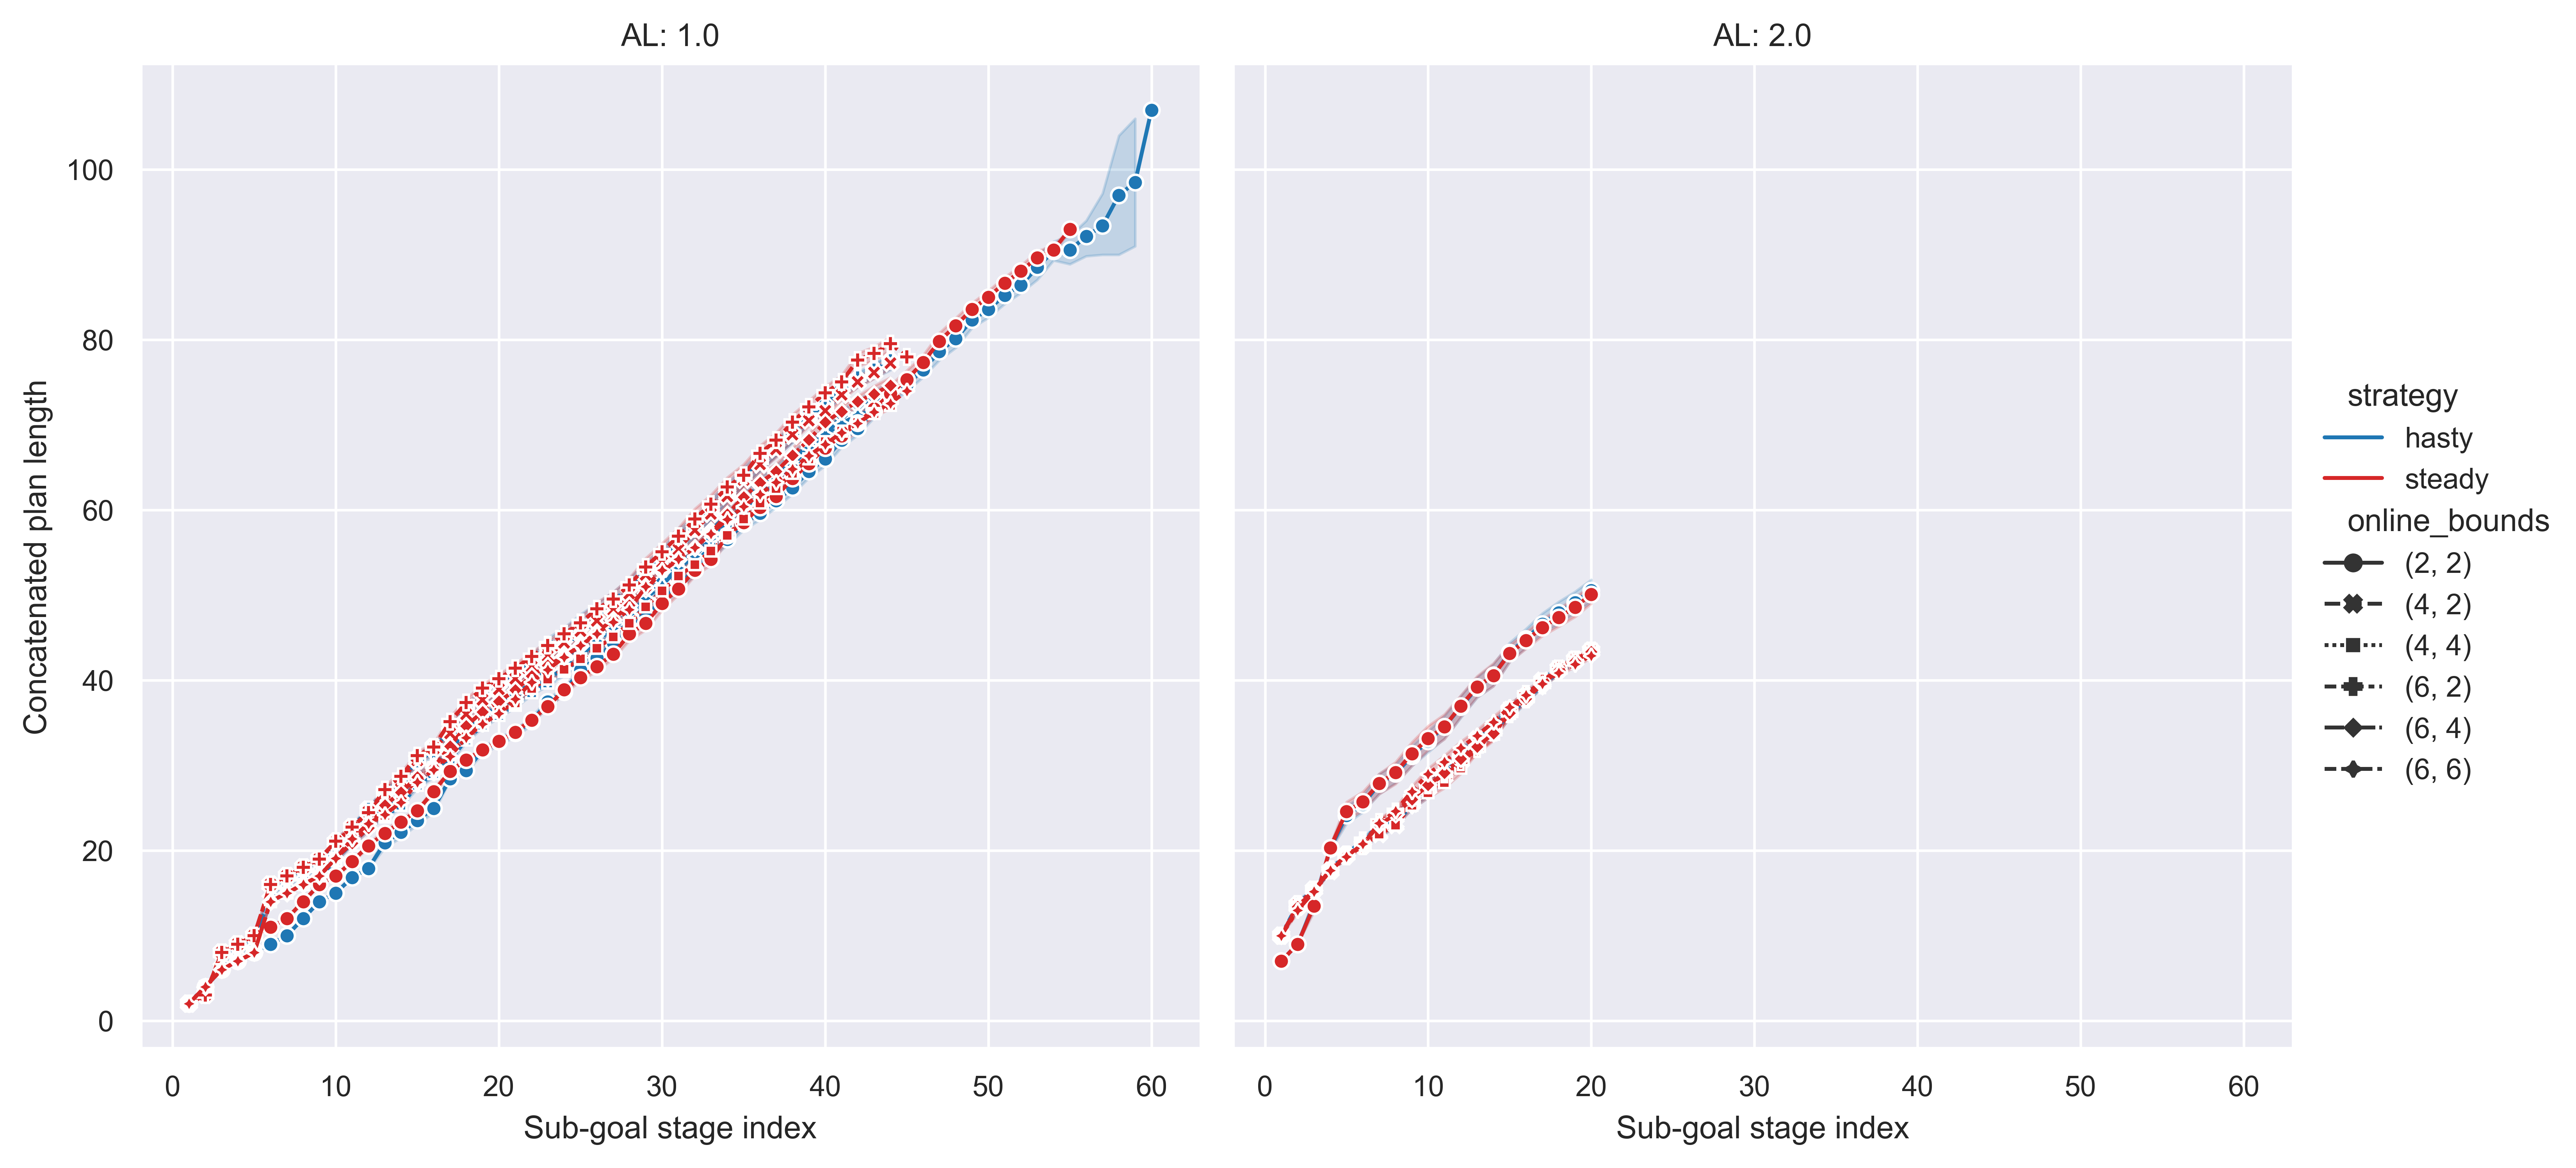 AL: 1.0
AL: 2.0
Concatenated plan length
100
80
60
40
20
0
0 10 20 30 40 50 60
0 10 20 30 40 50 60
Sub-goal stage index
Sub-goal stage index
strategy
hasty
steady
online_bounds
(2, 2)
(4, 2)
(4, 4)
(6, 2)
(6, 4)
(6, 6)